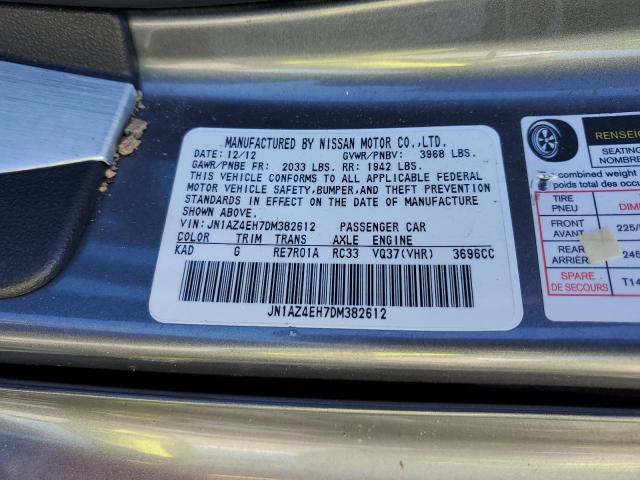 MANUFACTURED BY NISSAN MOTOR CO.,LTD.
DATE: 12/12 GVWR/PNBV: 3968 LBS.
GAWR/PNBE FR: 2033 LBS. RR: 1942 LBS.
THIS VEHICLE CONFORMS TO ALL APPLICABLE FEDERAL
MOTOR VEHICLE SAFETY,BUMPER,AND THEFT PREVENTION
STANDARDS IN EFFECT ON THE DATE OF MANUFACTURE
SHOWN ABOVE.
VIN: JN1AZ4EH7DM382612 PASSENGER CAR
COLOR TRIM TRANS AXLE ENGINE
KAD G RE7R01A RC33 VQ37(VHR) 3696CC
JN1AZ4EH7DM382612
RENSEIG
SEATING
NOMBRE
combined weight
poids total des oc
TIRE
PNEU
DIM
FRONT
AVANT
225/
REAR
ARRIÈRE
245
SPARE
DE SECOURS
T14